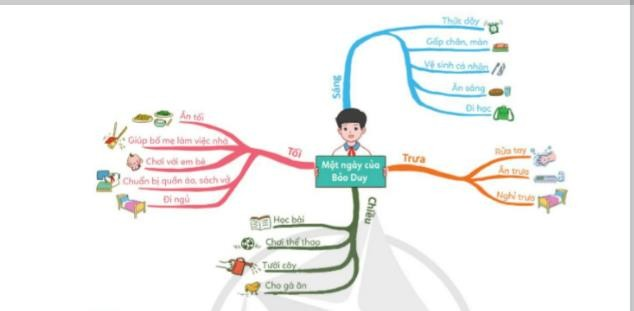 Một ngày của
Bảo Duy
Sáng
Thức dậy
Gấp chăn, màn
Vệ sinh cá nhân
Ăn sáng
Đi học
Trưa
Rửa tay
Ăn trưa
Nghỉ trưa
Chiều
Học bài
Chơi thể thao
Tưới cây
Cho gà ăn
Tối
Ăn tối
Giúp bố mẹ làm việc nhà
Chơi với em bé
Chuẩn bị quần áo, sách vở
Đi ngủ